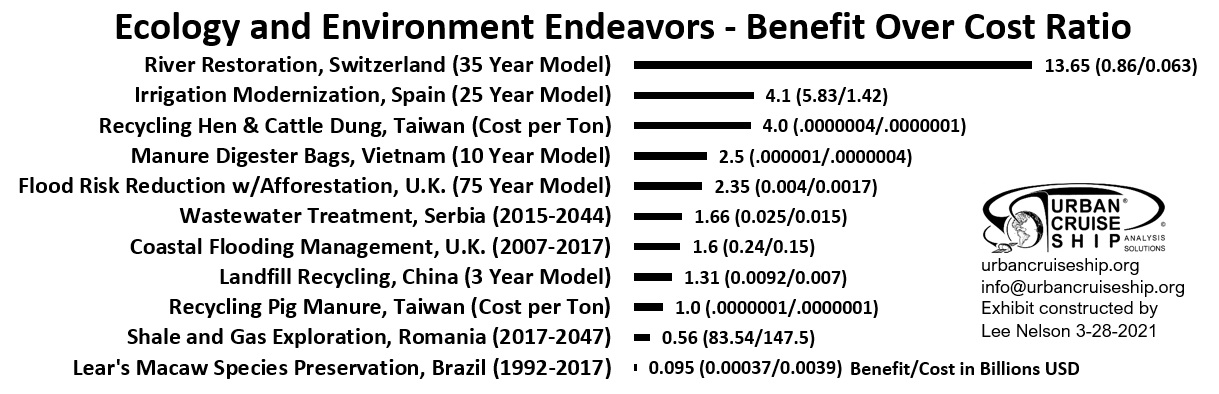 Ecology and Environment Endeavors - Benefit Over Cost Ratio
River Restoration, Switzerland (35 Year Model) 13.65 (0.86/0.063)
Irrigation Modernization, Spain (25 Year Model) 4.1 (5.83/1.42)
Recycling Hen & Cattle Dung, Taiwan (Cost per Ton) 4.0 (.0000004/.0000001)
Manure Digester Bags, Vietnam (10 Year Model) 2.5 (.000001/.0000004)
Flood Risk Reduction w/Afforestation, U.K. (75 Year Model) 2.35 (0.004/0.0017)
Wastewater Treatment, Serbia (2015-2044) 1.66 (0.025/0.015)
Coastal Flooding Management, U.K. (2007-2017) 1.6 (0.24/0.15)
Landfill Recycling, China (3 Year Model) 1.31 (0.0092/0.007)
Recycling Pig Manure, Taiwan (Cost per Ton) 1.0 (.0000001/.0000001)
Shale and Gas Exploration, Romania (2017-2047) 0.56 (83.54/147.5)
Lear's Macaw Species Preservation, Brazil (1992-2017) 0.095 (0.00037/0.0039) Benefit/Cost in Billions USD
URBAN®
CRUISE
SHIP ©
ANALYSIS
SOLUTIONS
urbancruiseship.org
info@urbancruiseship.org
Exhibit constructed by
Lee Nelson 3-28-2021